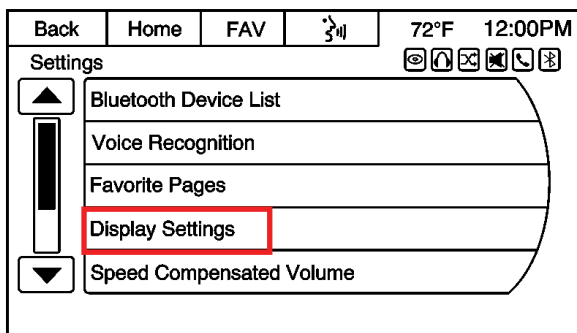 Back Home FAV 72°F 12:00PM
Settings
Bluetooth Device List
Voice Recognition
Favorite Pages
Display Settings
Speed Compensated Volume